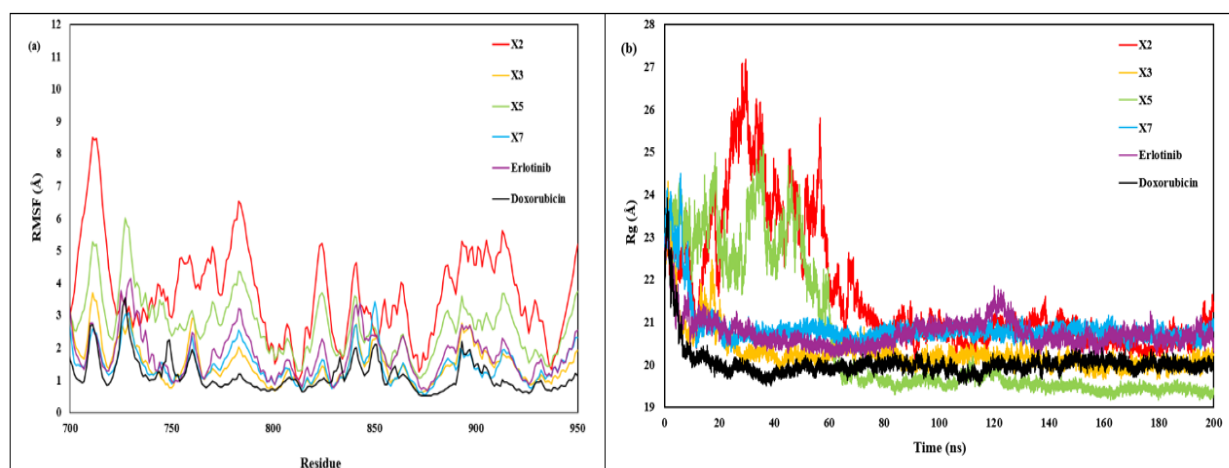 (a)
12
11
10
9
8
7
6
5
4
3
2
1
0
RMSF (Å)
700
750
800
850
900
950
Residue
X2
X3
X5
X7
Erlotinib
Doxorubicin
(b)
28
27
26
25
24
23
22
21
20
19
Rg (Å)
0
20
40
60
80
100
120
140
160
180
200
Time (ns)
X2
X3
X5
X7
Erlotinib
Doxorubicin